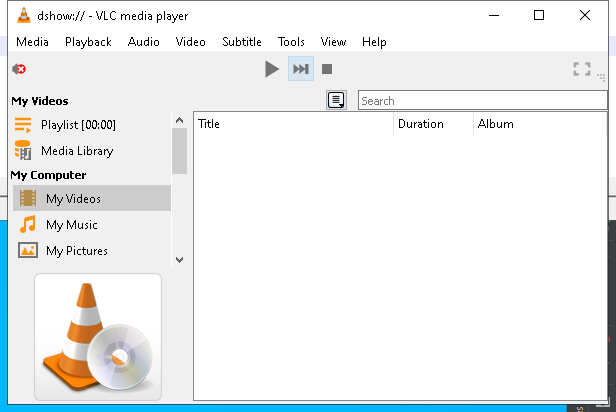 dshow:// - VLC media player
Media Playback Audio Video Subtitle Tools View Help
My Videos
Search
Playlist [00:00]
Title Duration Album
Media Library
My Computer
My Videos
My Music
My Pictures